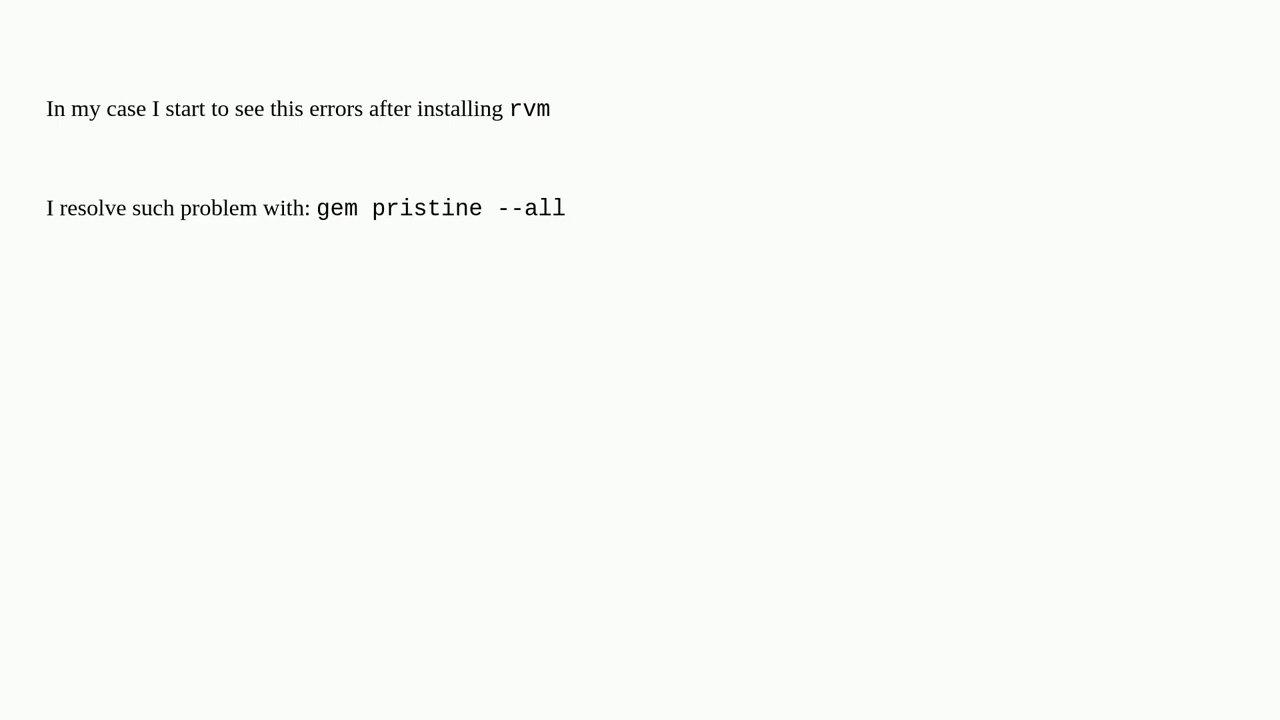 In my case I start to see this errors after installing rvm
I resolve such problem with: gem pristine --all